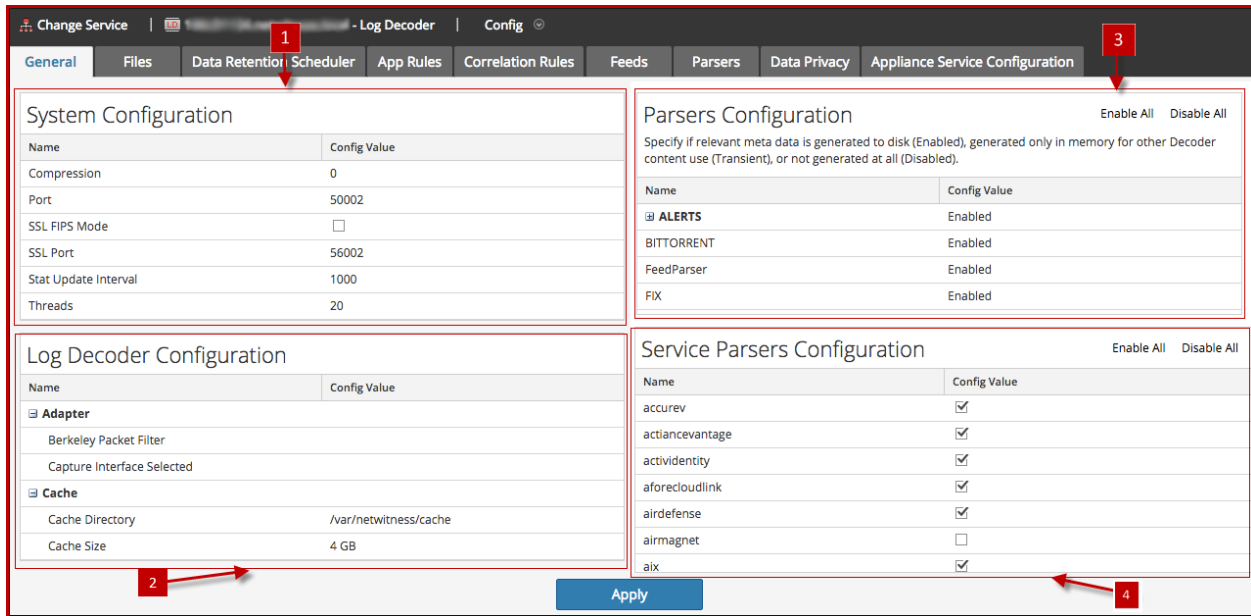 Change Service | LD - Log Decoder | Config
1
3
General Files Data Retention Scheduler App Rules Correlation Rules Feeds Parsers Data Privacy Appliance Service Configuration
System Configuration
Name Config Value
Compression 0
Port 50002
SSL FIPS Mode
SSL Port 56002
Stat Update Interval 1000
Threads 20
Parsers Configuration Enable All Disable All
Specify if relevant meta data is generated to disk (Enabled), generated only in memory for other Decoder
content use (Transient), or not generated at all (Disabled).
Name Config Value
ALERTS Enabled
BITTORRENT Enabled
FeedParser Enabled
FIX Enabled
Log Decoder Configuration
Name Config Value
Adapter
Berkeley Packet Filter
Capture Interface Selected
Cache
Cache Directory /var/netwitness/cache
Cache Size 4 GB
2
Service Parsers Configuration Enable All Disable All
Name Config Value
accurev
actiancevantage
actividentity
aforecloudlink
airdefense
airmagnet
aix
4
Apply